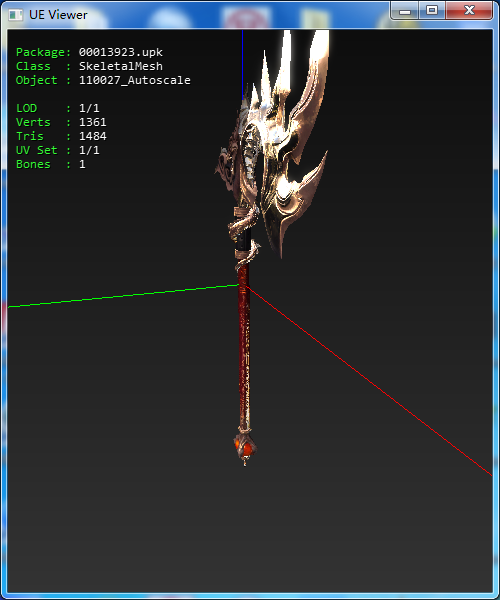 UE Viewer
Package: 00013923.upk
Class : SkeletalMesh
Object : 110027_Autoscale
LOD : 1/1
Verts : 1361
Tris : 1484
UV Set : 1/1
Bones : 1